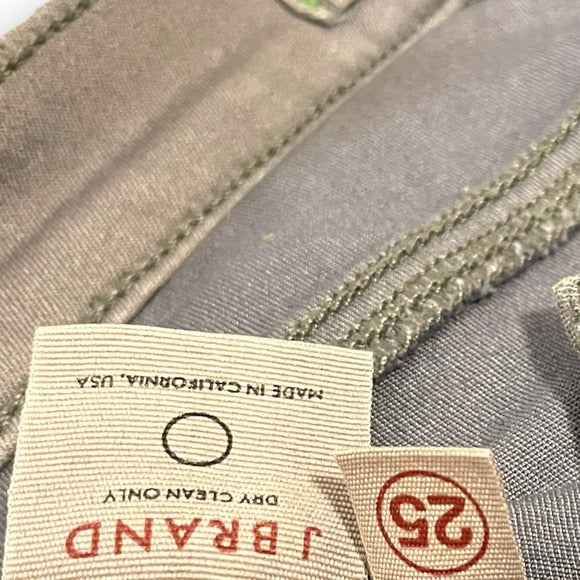 J BRAND
DRY CLEAN ONLY
MADE IN CALIFORNIA, USA
25